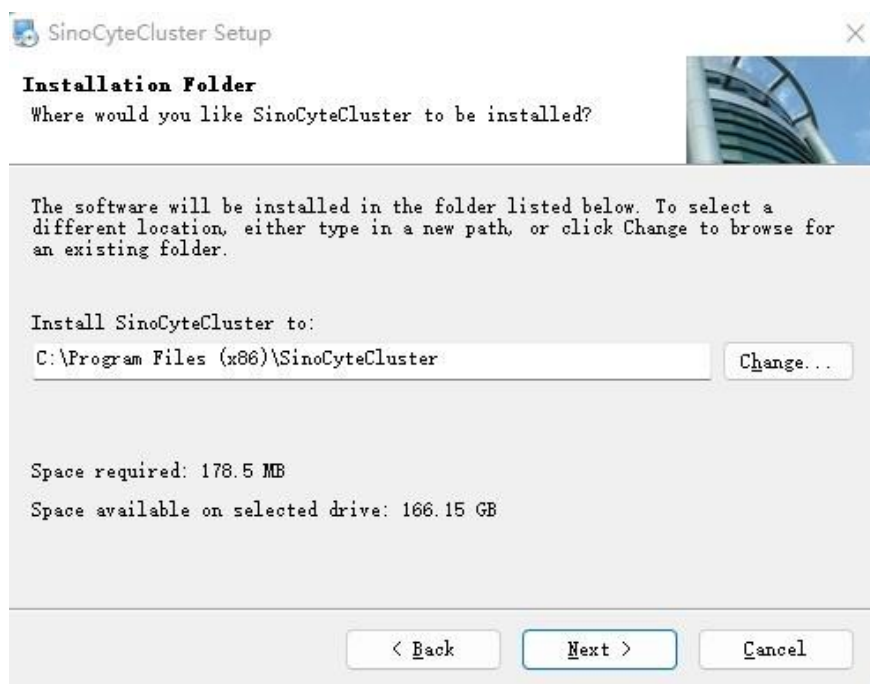 SinoCyteCluster Setup
Installation Folder
Where would you like SinoCyteCluster to be installed?
The software will be installed in the folder listed below. To select a
different location, either type in a new path, or click Change to browse for
an existing folder.
Install SinoCyteCluster to:
C:\Program Files (x86)\SinoCyteCluster
Change...
Space required: 178.5 MB
Space available on selected drive: 166.15 GB
< Back
Next >
Cancel